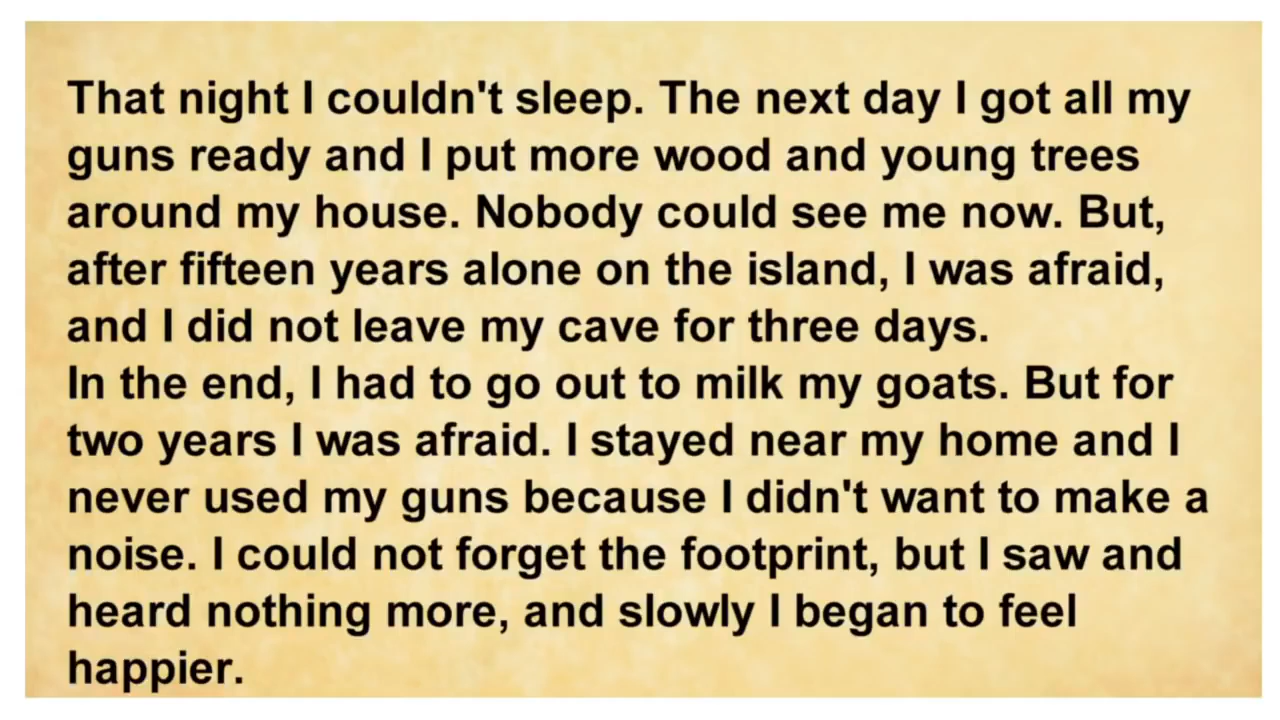 That night I couldn't sleep. The next day I got all my
guns ready and I put more wood and young trees
around my house. Nobody could see me now. But,
after fifteen years alone on the island, I was afraid,
and I did not leave my cave for three days.
In the end, I had to go out to milk my goats. But for
two years I was afraid. I stayed near my home and I
never used my guns because I didn't want to make a
noise. I could not forget the footprint, but I saw and
heard nothing more, and slowly I began to feel
happier.